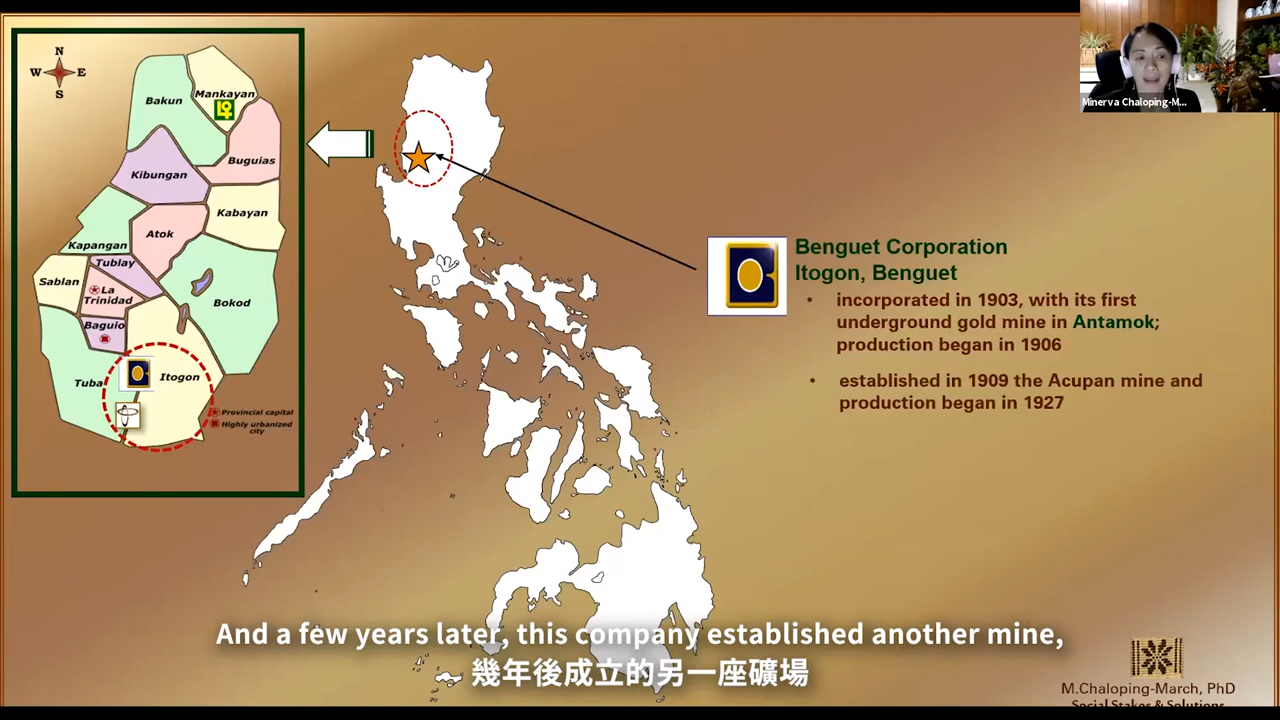 N
W E
S
Bakun
Mankayan
Buguias
Kibungan
Kabayan
Atok
Kapangan
Tublay
Sablan
La
Trinidad
Bokod
Baguio
Tuba
Itogon
Provincial capital
Highly urbanized
city
Minerva Chaloping-M...
Benguet Corporation
Itogon, Benguet
• incorporated in 1903, with its first
underground gold mine in Antamok;
production began in 1906
• established in 1909 the Acupan mine and
production began in 1927
And a few years later, this company established another mine,
幾年後成立的另一座礦場
M.Chaloping-March, PhD
Social Stakes & Solutions